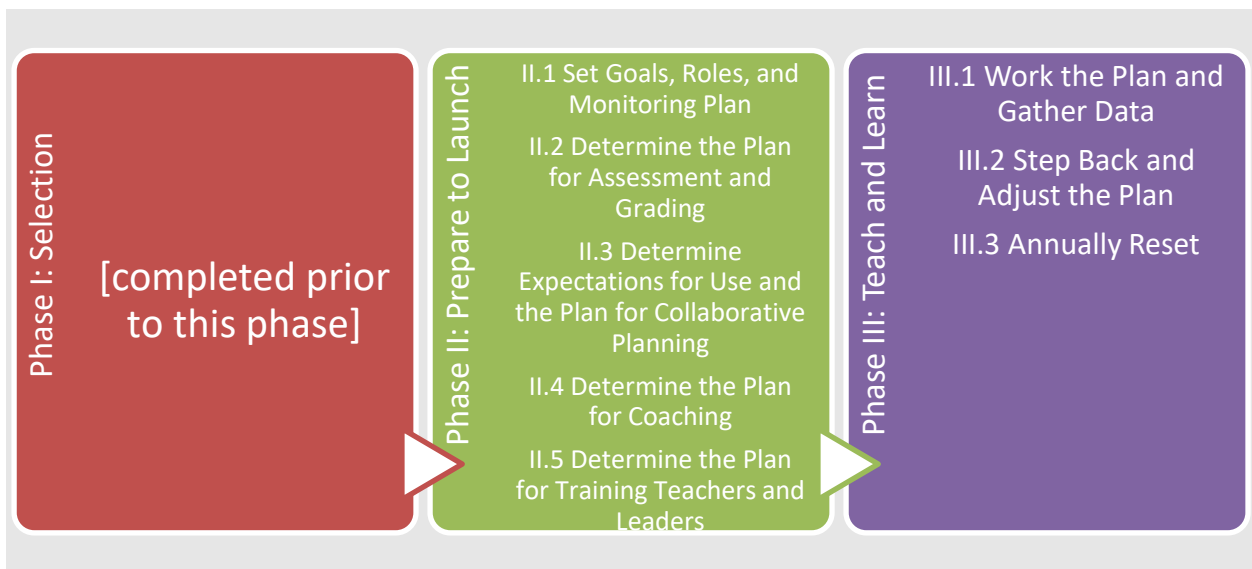 Phase I: Selection
[completed prior
to this phase]
Phase II: Prepare to Launch
II.1 Set Goals, Roles, and
Monitoring Plan
II.2 Determine the Plan
for Assessment and
Grading
II.3 Determine
Expectations for Use and
the Plan for Collaborative
Planning
II.4 Determine the Plan
for Coaching
II.5 Determine the Plan
for Training Teachers and
Leaders
Phase III: Teach and Learn
III.1 Work the Plan and
Gather Data
III.2 Step Back and
Adjust the Plan
III.3 Annually Reset